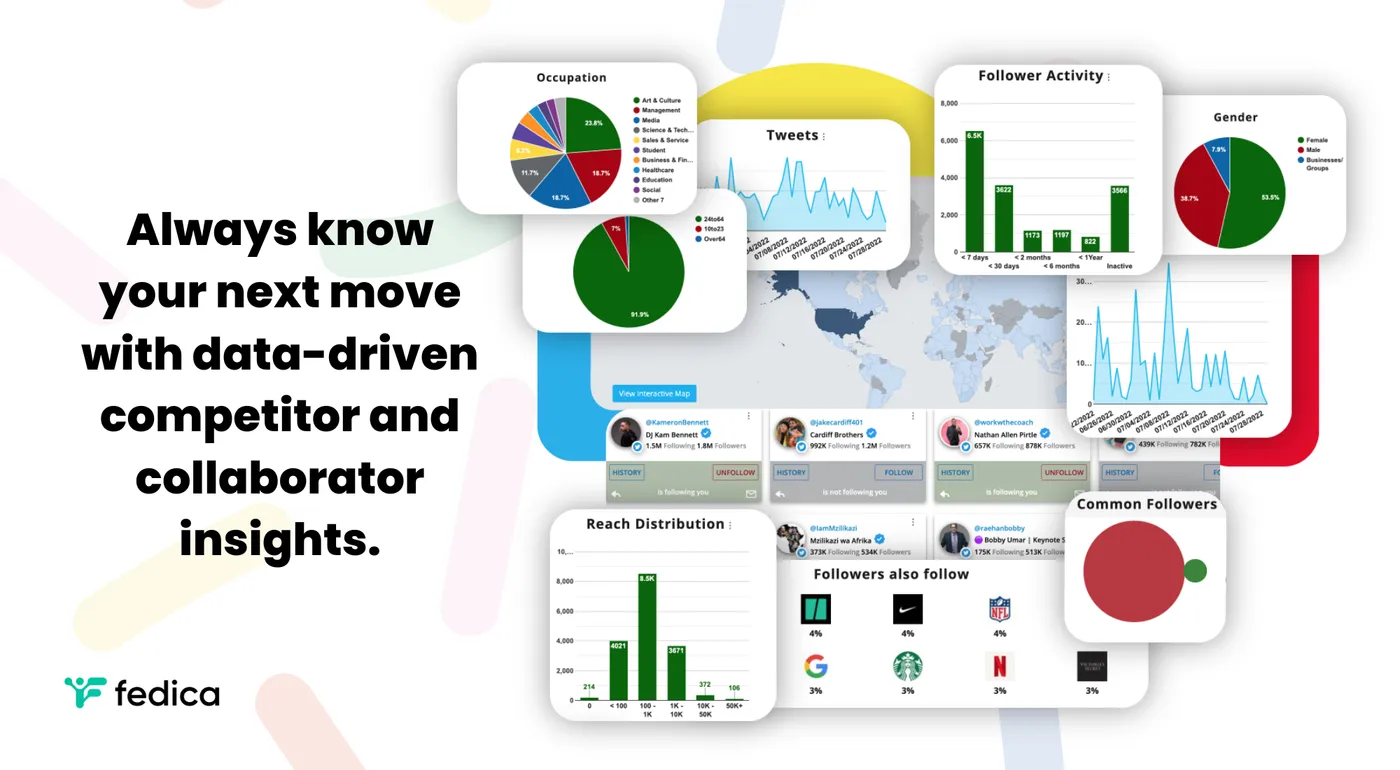 Always know
your next move
with data-driven
competitor and
collaborator
insights.
fedica
Occupation
23.8%
18.7%
18.7%
11.7%
8.2%
Art & Culture
Management
Media
Science & Tech...
Sales & Service
Student
Business & Fin...
Healthcare
Education
Social
Other 7
7%
91.9%
24to64
10to23
Over64
Tweets
07/08/2022
07/12/2022
07/16/2022
07/20/2022
07/24/2022
07/28/2022
Follower Activity
8,000
6,000
4,000
2,000
0
6.5K
3622
1173
1197
822
3566
< 7 days
< 30 days
< 2 months
< 6 months
< 1Year
Inactive
Gender
7.9%
38.7%
53.5%
Female
Male
Businesses/
Groups
30...
20...
10...
0
06/26/2022
06/30/2022
07/04/2022
07/08/2022
07/12/2022
07/16/2022
07/20/2022
07/24/2022
07/28/2022
View Interactive Map
@KameronBennett
DJ Kam Bennett
1.5M Following 1.8M Followers
HISTORY
UNFOLLOW
is following you
@jakecardiff401
Cardiff Brothers
992K Following 1.2M Followers
HISTORY
FOLLOW
is not following you
@workwthecoach
Nathan Allen Pirtle
657K Following 878K Followers
HISTORY
UNFOLLOW
is following you
439K Following 782K Fo
HISTORY
@IamMzilikazi
Mzilikazi wa Afrika
373K Following 534K Followers
@raehanbobby
Bobby Umar | Keynote S
175K Following 513K Fo
Reach Distribution
10,...
8,000
6,000
4,000
2,000
0
214
4021
8.5K
3671
372
106
0
< 100
100 -
1K
1K -
10K
10K -
50K
50K+
Followers also follow
4%
4%
NFL
4%
3%
3%
3%
VICTORIA'S
SECRET
3%
Common Followers